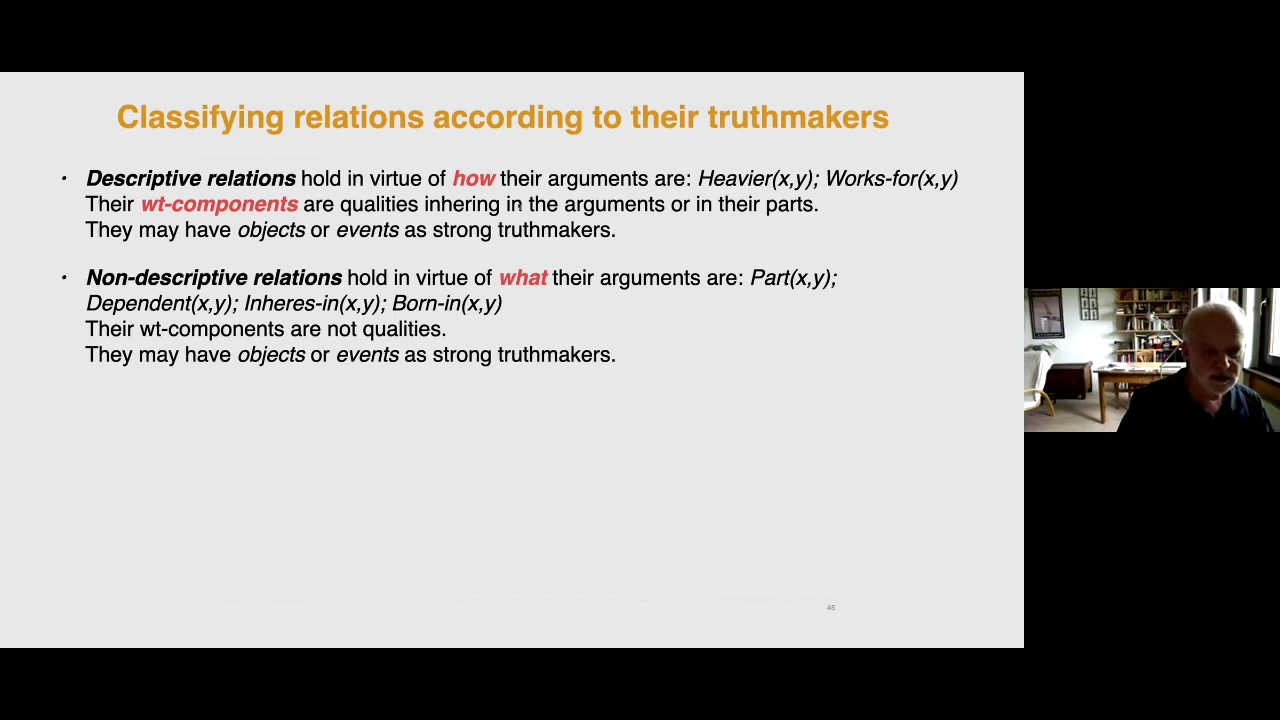 Classifying relations according to their truthmakers
• Descriptive relations hold in virtue of how their arguments are: Heavier(x,y); Works-for(x,y)
Their wt-components are qualities inhering in the arguments or in their parts.
They may have objects or events as strong truthmakers.
• Non-descriptive relations hold in virtue of what their arguments are: Part(x,y);
Dependent(x,y); Inheres-in(x,y); Born-in(x,y)
Their wt-components are not qualities.
They may have objects or events as strong truthmakers.
45